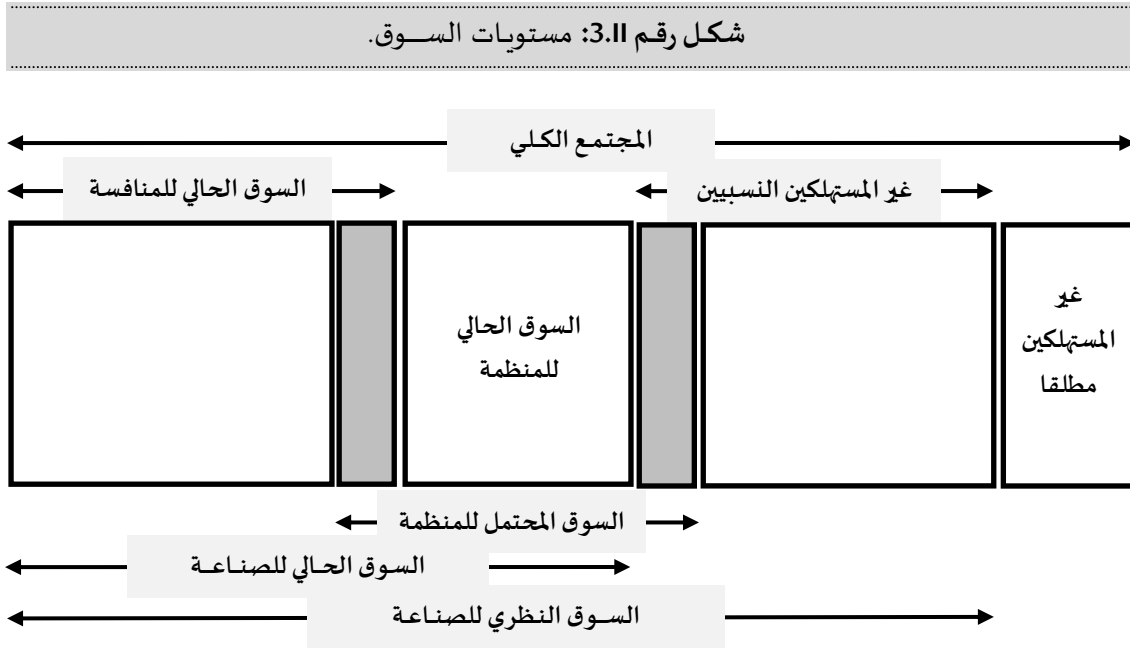 شكل رقم 3.II: مستويات السوق.
المجتمع الكلي
السوق الحالي للمنافسة
غير المستهلكين النسبيين
السوق الحالي
للمنظمة
غير
المستهلكين
مطلقا
السوق المحتمل للمنظمة
السوق الحالي للصناعة
السوق النظري للصناعة